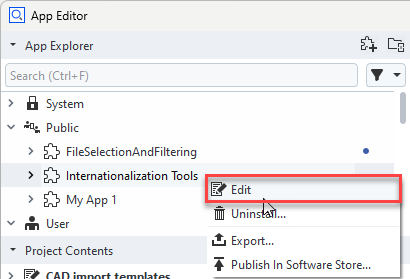 App Editor
App Explorer
Search (Ctrl+F)
System
Public
FileSelectionAndFiltering
Internationalization Tools
Edit
My App 1
Uninstall...
User
Export...
Project Contents
Publish In Software Store...
CAD import templates